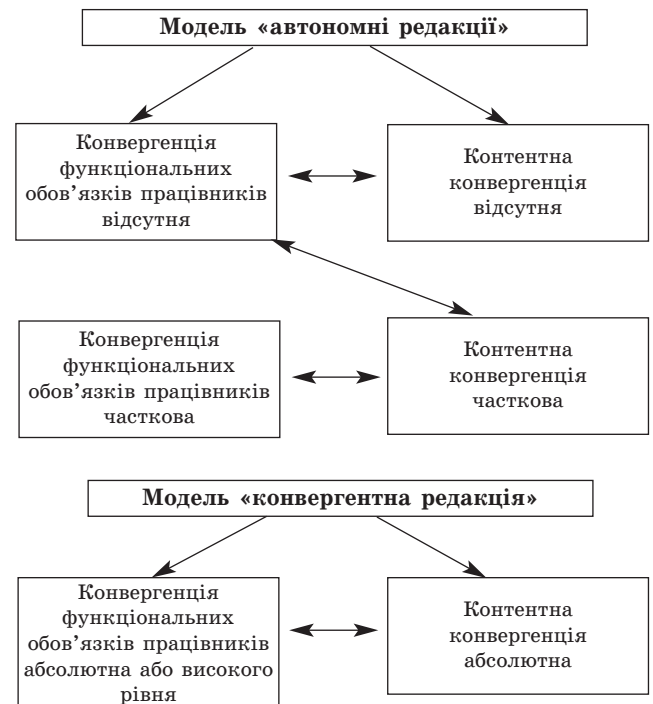 Модель «автономні редакції»
Конвергенція
функціональних
обов’язків працівників
відсутня
Контентна
конвергенція
відсутня
Конвергенція
функціональних
обов’язків працівників
часткова
Контентна
конвергенція
часткова
Модель «конвергентна редакція»
Конвергенція
функціональних
обов’язків працівників
абсолютна або високого
рівня
Контентна
конвергенція
абсолютна